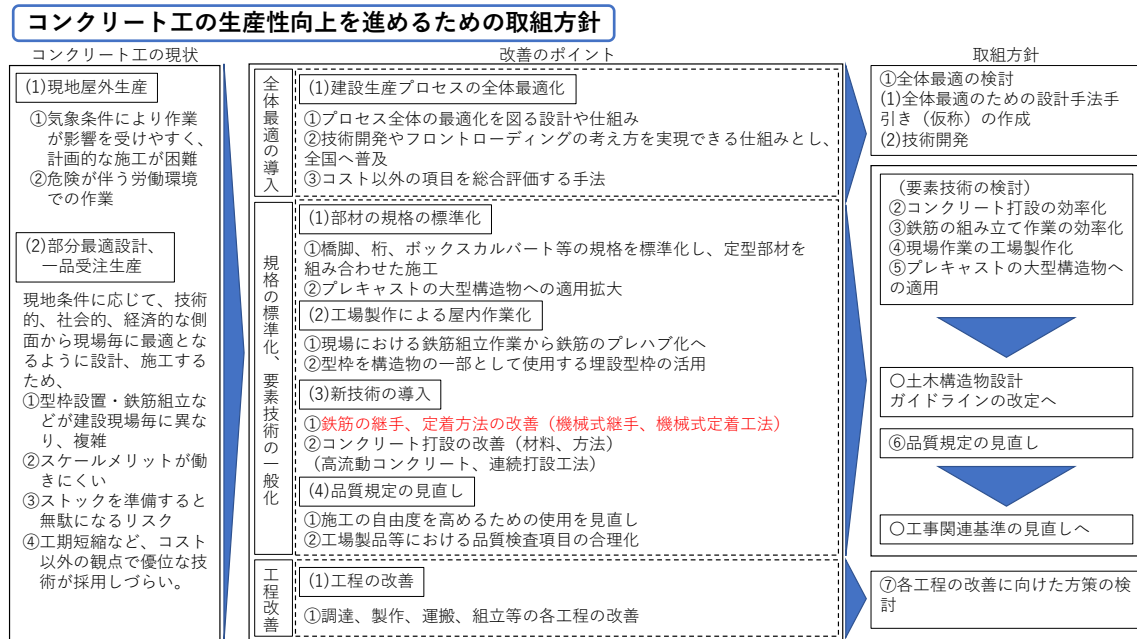 コンクリート工の生産性向上を進めるための取組方針
コンクリート工の現状
(1)現地屋外生産
①気象条件により作業
が影響を受けやすく、
計画的な施工が困難
②危険が伴う労働環境
での作業
(2)部分最適設計、
一品受注生産
現地条件に応じて、技術
的、社会的、経済的な側
面から現場毎に最適とな
るように設計、施工する
ため、
①型枠設置・鉄筋組立な
どが建設現場毎に異な
り、複雑
②スケールメリットが働
きにくい
③ストックを準備すると
無駄になるリスク
④工期短縮など、コスト
以外の観点で優位な技
術が採用しづらい。
改善のポイント
全体最適の導入
(1)建設生産プロセスの全体最適化
①プロセス全体の最適化を図る設計や仕組み
②技術開発やフロントローディングの考え方を実現できる仕組みとし、
全国へ普及
③コスト以外の項目を総合評価する手法
規格の標準化、要素技術の一般化
(1)部材の規格の標準化
①橋脚、桁、ボックスカルバート等の規格を標準化し、定型部材を
組み合わせた施工
②プレキャストの大型構造物への適用拡大
(2)工場製作による屋内作業化
①現場における鉄筋組立作業から鉄筋のプレハブ化へ
②型枠を構造物の一部として使用する埋設型枠の活用
(3)新技術の導入
①鉄筋の継手、定着方法の改善（機械式継手、機械式定着工法）
②コンクリート打設の改善（材料、方法）
(高流動コンクリート、連続打設工法）
(4)品質規定の見直し
①施工の自由度を高めるための使用を見直し
②工場製品等における品質検査項目の合理化
工程改善
(1)工程の改善
①調達、製作、運搬、組立等の各工程の改善
取組方針
①全体最適の検討
(1)全体最適のための設計手法手
引き（仮称）の作成
(2)技術開発
（要素技術の検討）
②コンクリート打設の効率化
③鉄筋の組み立て作業の効率化
④現場作業の工場製作化
⑤プレキャストの大型構造物へ
の適用
〇土木構造物設計
ガイドラインの改定へ
⑥品質規定の見直し
〇工事関連基準の見直しへ
⑦各工程の改善に向けた方策の検
討